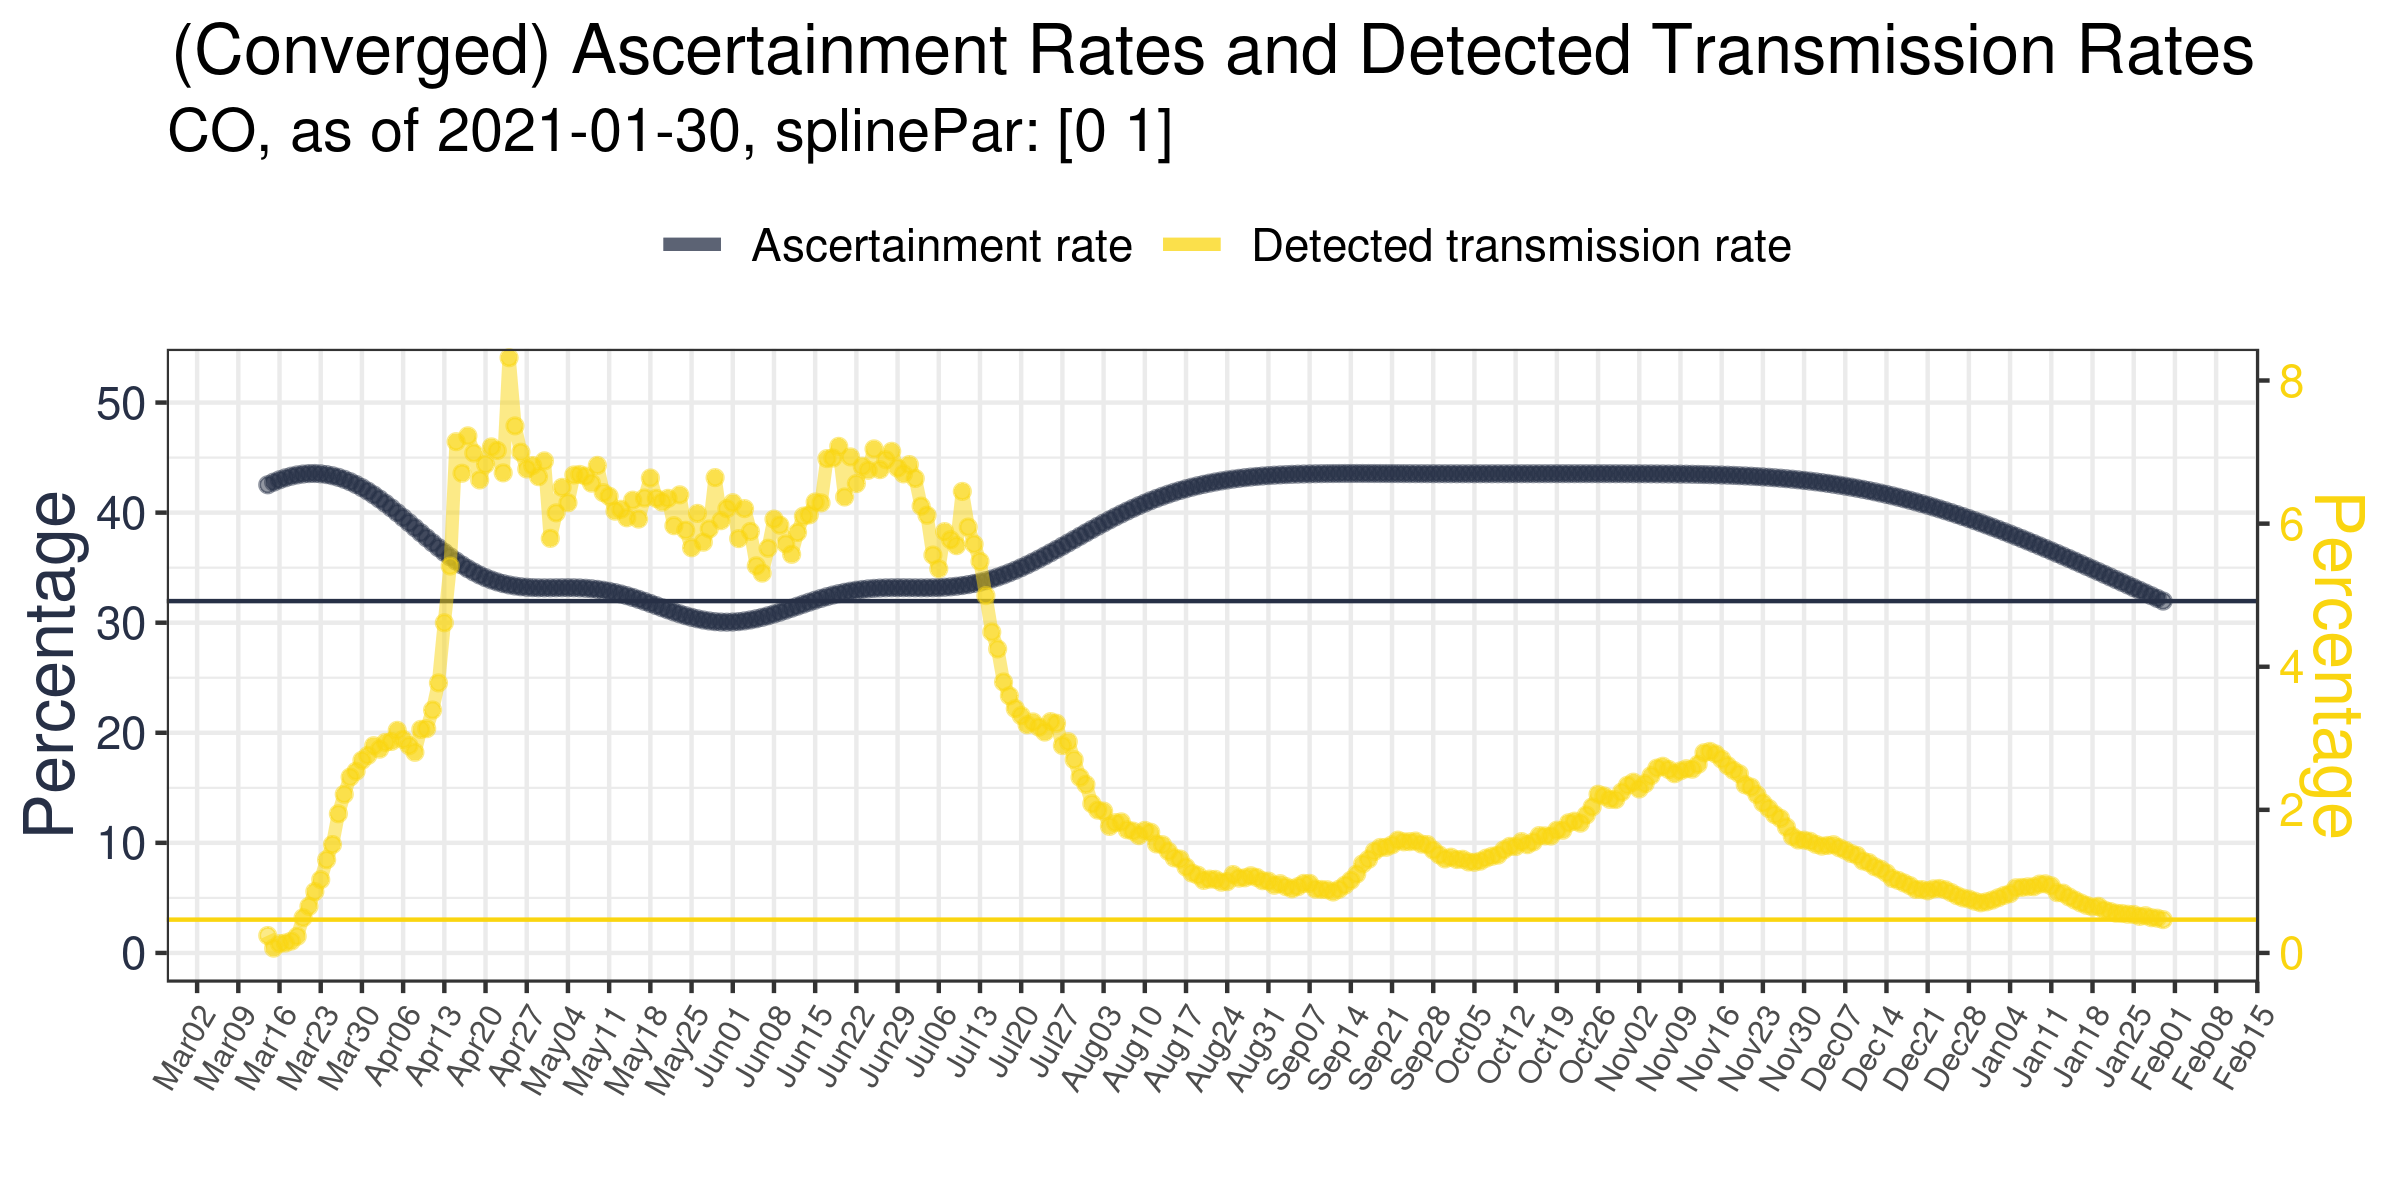 (Converged) Ascertainment Rates and Detected Transmission Rates
CO, as of 2021-01-30, splinePar: [0 1]
Ascertainment rate Detected transmission rate
Percentage
50
40
30
20
10
0
8
6
4
2
0
Percentage
Mar02 Mar09 Mar16 Mar23 Mar30 Apr06 Apr13 Apr20 Apr27 May04 May11 May18 May25 Jun01 Jun08 Jun15 Jun22 Jun29 Jul06 Jul13 Jul20 Jul27 Aug03 Aug10 Aug17 Aug24 Aug31 Sep07 Sep14 Sep21 Sep28 Oct05 Oct12 Oct19 Oct26 Nov02 Nov09 Nov16 Nov23 Nov30 Dec07 Dec14 Dec21 Dec28 Jan04 Jan11 Jan18 Jan25 Feb01 Feb08 Feb15